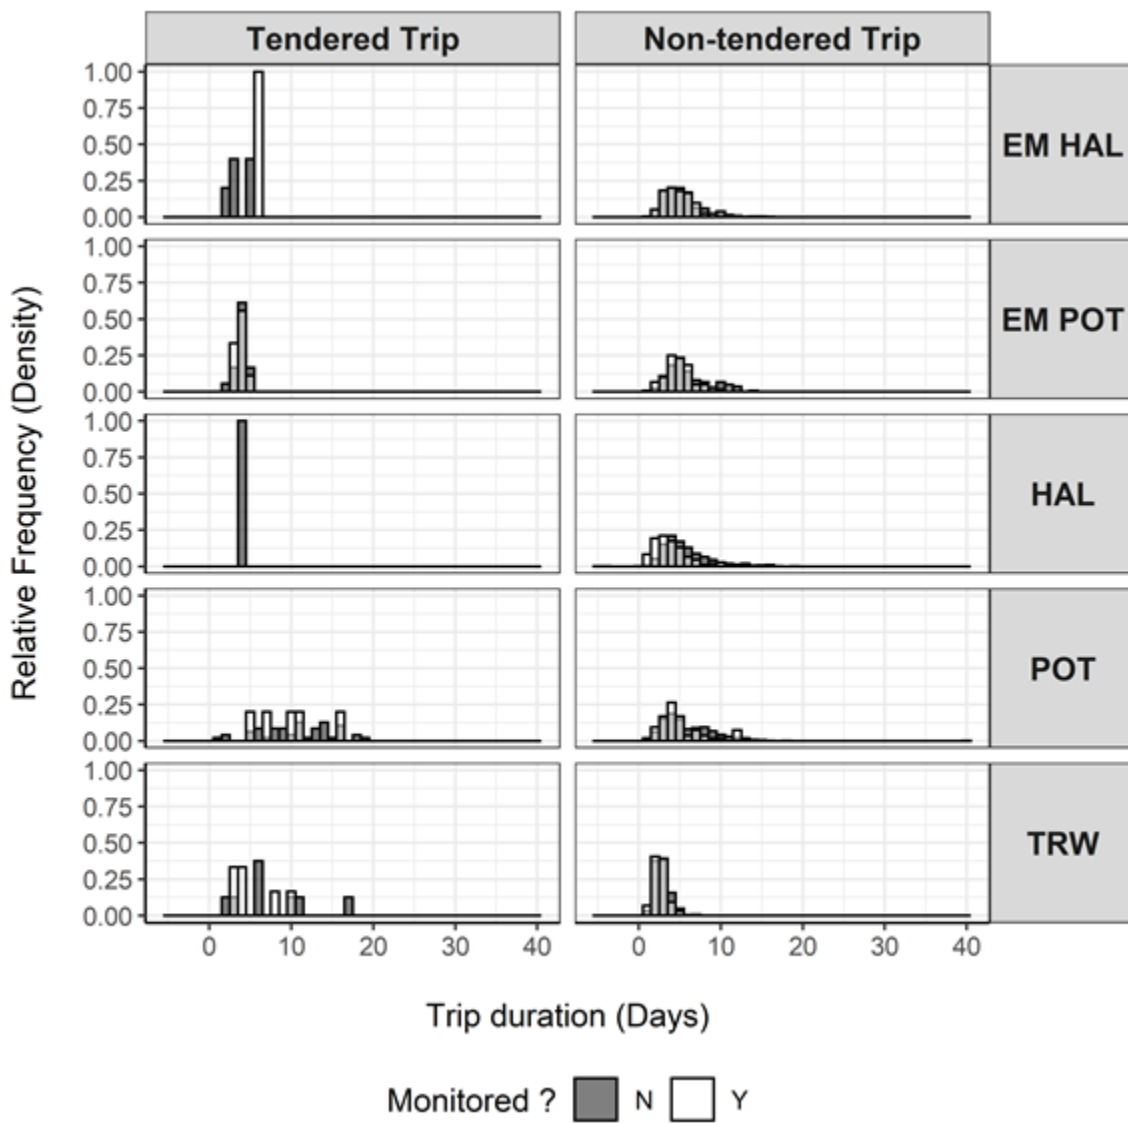 Tendered Trip Non-tendered Trip
1.00
0.75
0.50
0.25
0.00
EM HAL
1.00
0.75
0.50
0.25
0.00
EM POT
1.00
0.75
0.50
0.25
0.00
HAL
1.00
0.75
0.50
0.25
0.00
POT
1.00
0.75
0.50
0.25
0.00
TRW
Relative Frequency (Density)
0 10 20 30 40 0 10 20 30 40
Trip duration (Days)
Monitored ? N Y